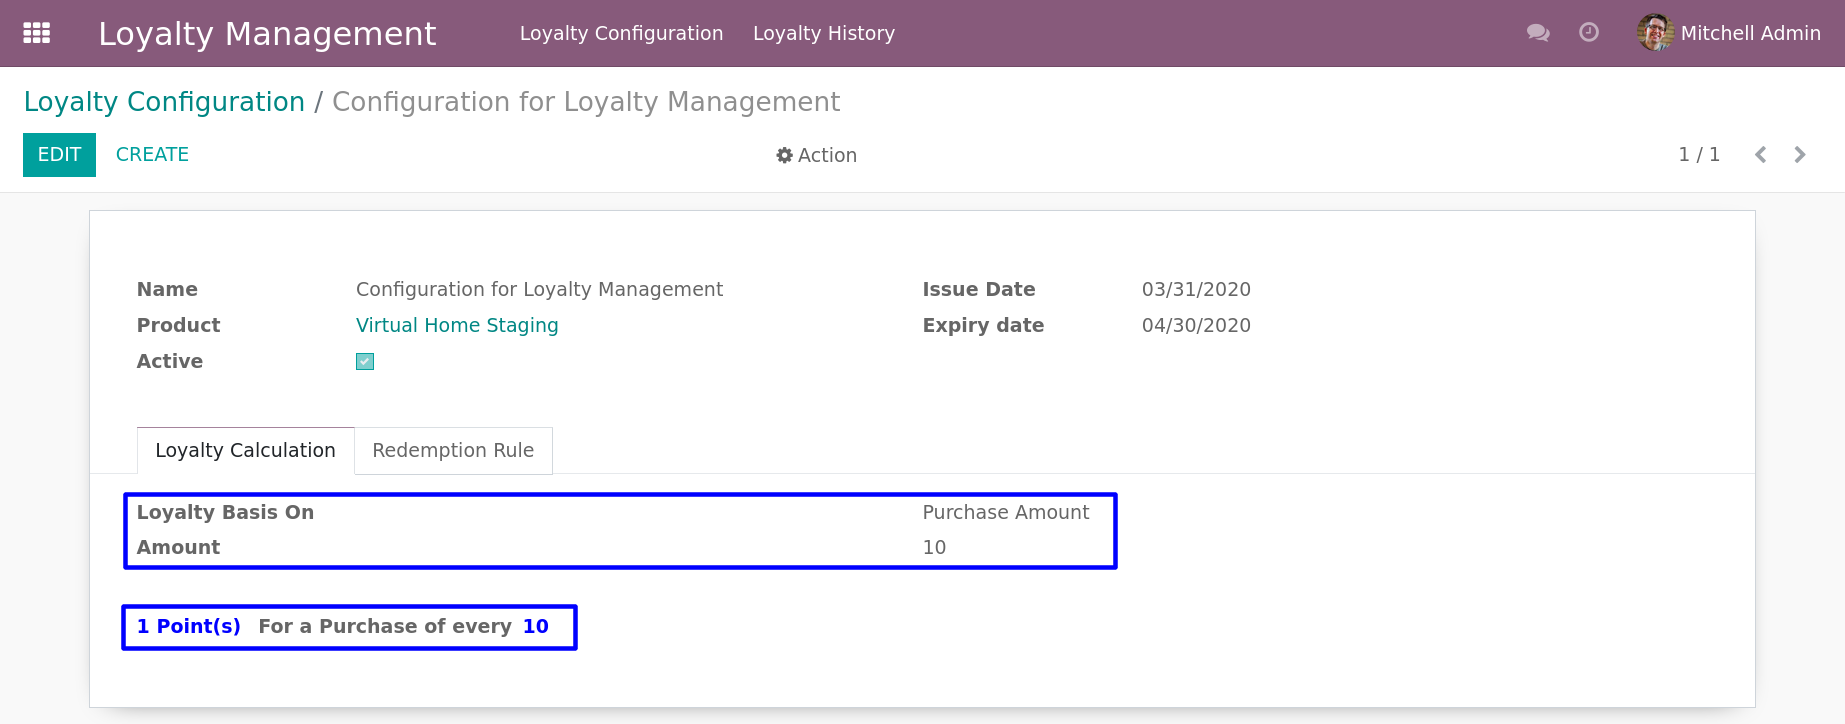 Loyalty Management Loyalty Configuration Loyalty History Mitchell Admin
Loyalty Configuration / Configuration for Loyalty Management
EDIT CREATE Action 1 / 1
Name Configuration for Loyalty Management Issue Date 03/31/2020
Product Virtual Home Staging Expiry date 04/30/2020
Active
Loyalty Calculation Redemption Rule
Loyalty Basis On Purchase Amount
Amount 10
1 Point(s) For a Purchase of every 10